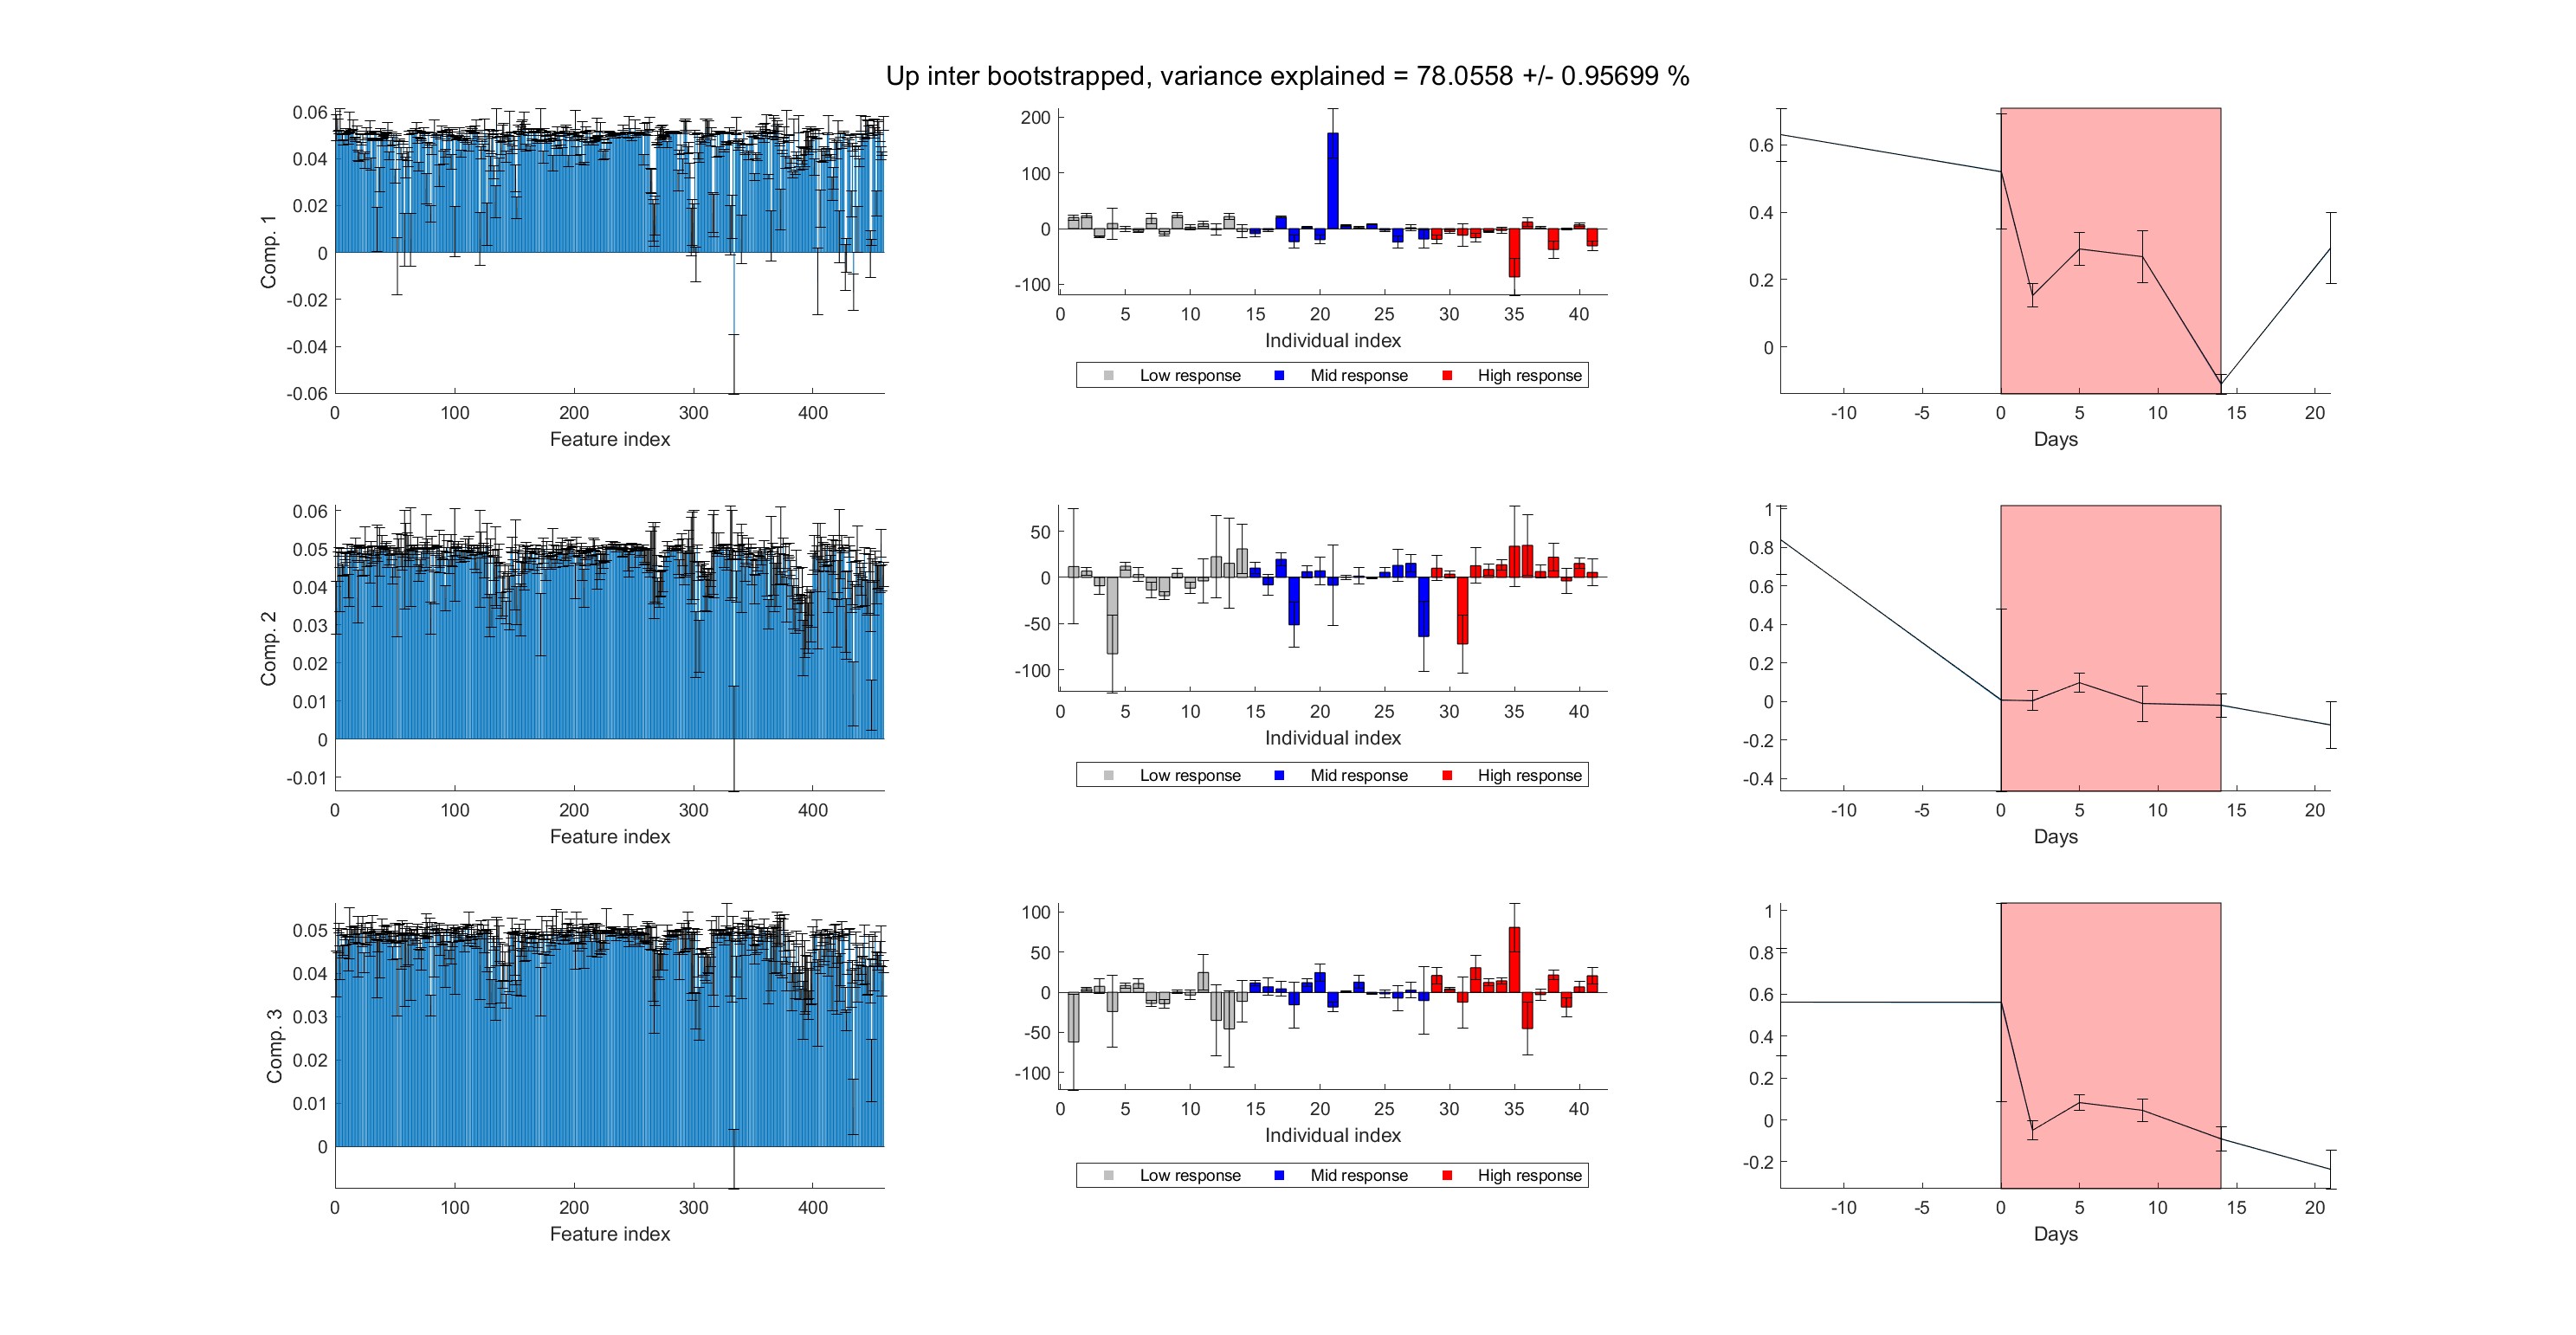 Up inter bootstrapped, variance explained = 78.0558 +/- 0.95699 %
Comp. 1
0.06
0.04
0.02
0
-0.02
-0.04
-0.06
0 100 200 300 400
Feature index
200
100
0
-100
0 5 10 15 20 25 30 35 40
Individual index
Low response Mid response High response
0.6
0.4
0.2
0
-10 -5 0 5 10 15 20
Days
Comp. 2
0.06
0.05
0.04
0.03
0.02
0.01
0
-0.01
0 100 200 300 400
Feature index
50
0
-50
-100
0 5 10 15 20 25 30 35 40
Individual index
Low response Mid response High response
1
0.8
0.6
0.4
0.2
0
-0.2
-0.4
-10 -5 0 5 10 15 20
Days
Comp. 3
0.05
0.04
0.03
0.02
0.01
0
0 100 200 300 400
Feature index
100
50
0
-50
-100
0 5 10 15 20 25 30 35 40
Individual index
Low response Mid response High response
1
0.8
0.6
0.4
0.2
0
-0.2
-10 -5 0 5 10 15 20
Days